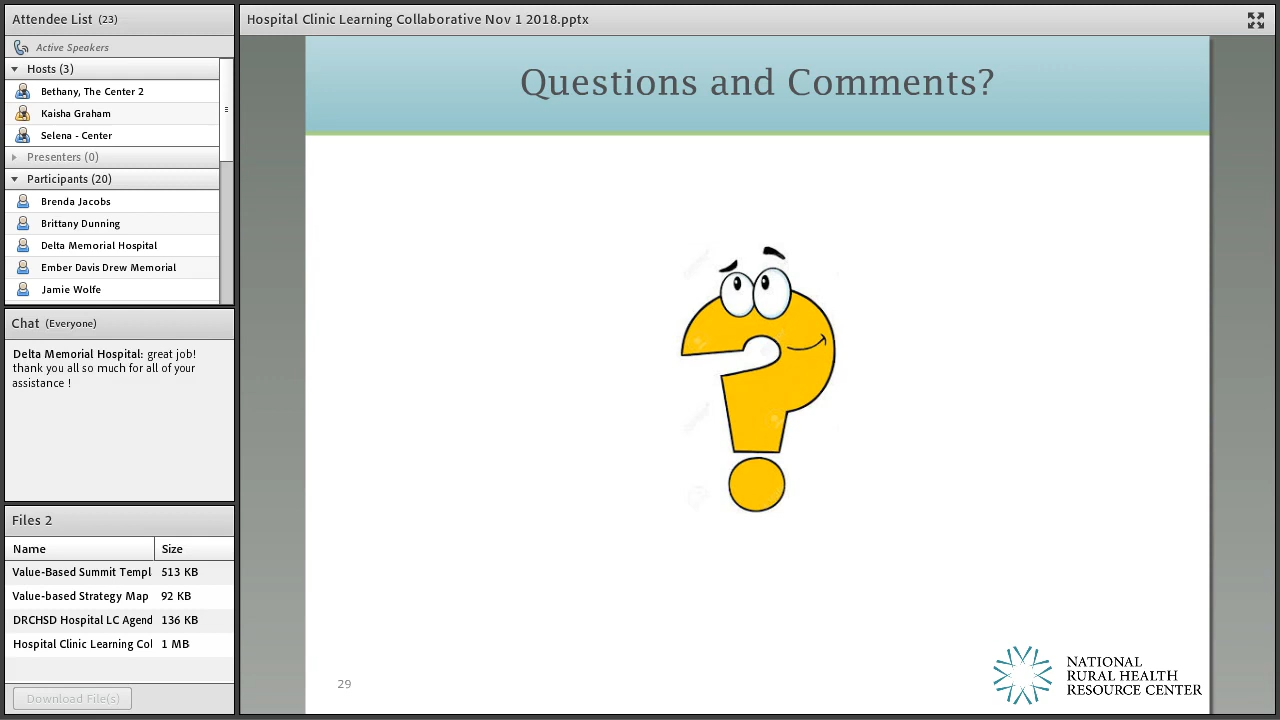 Attendee List (23)
Active Speakers
Hosts (3)
Bethany, The Center 2
Kaisha Graham
Selena - Center
Presenters (0)
Participants (20)
Brenda Jacobs
Brittany Dunning
Delta Memorial Hospital
Ember Davis Drew Memorial
Jamie Wolfe
Chat (Everyone)
Delta Memorial Hospital: great job!
thank you all so much for all of your
assistance !
Files 2
Name Size
Value-Based Summit Templ 513 KB
Value-based Strategy Map 92 KB
DRCHSD Hospital LC Agend 136 KB
Hospital Clinic Learning Col 1 MB
Download File(s)
Hospital Clinic Learning Collaborative Nov 1 2018.pptx
Questions and Comments?
29
NATIONAL
RURAL HEALTH
RESOURCE CENTER